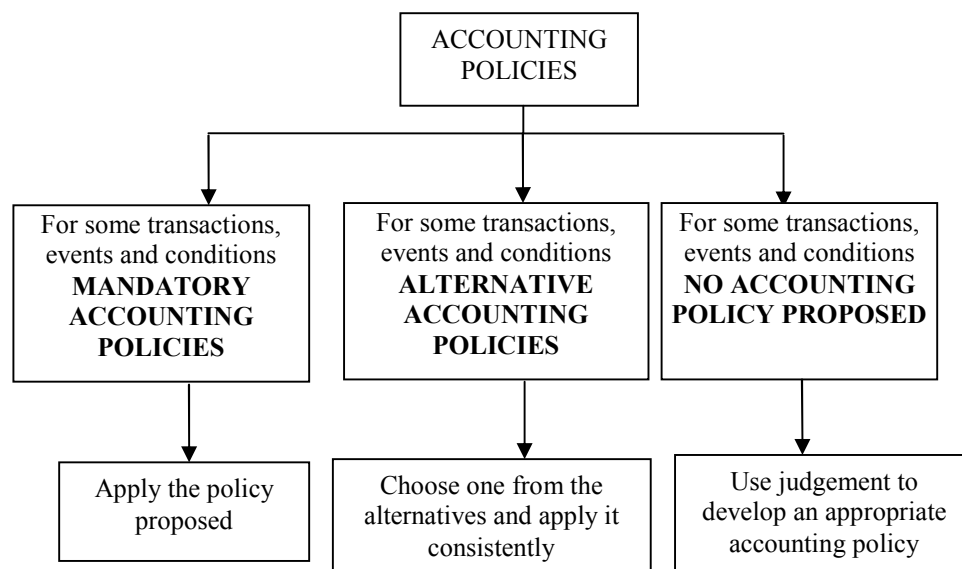 ACCOUNTING
POLICIES
For some transactions,
events and conditions
MANDATORY
ACCOUNTING
POLICIES
For some transactions,
events and conditions
ALTERNATIVE
ACCOUNTING
POLICIES
For some transactions,
events and conditions
NO ACCOUNTING
POLICY PROPOSED
Apply the policy
proposed
Choose one from the
alternatives and apply it
consistently
Use judgement to
develop an appropriate
accounting policy